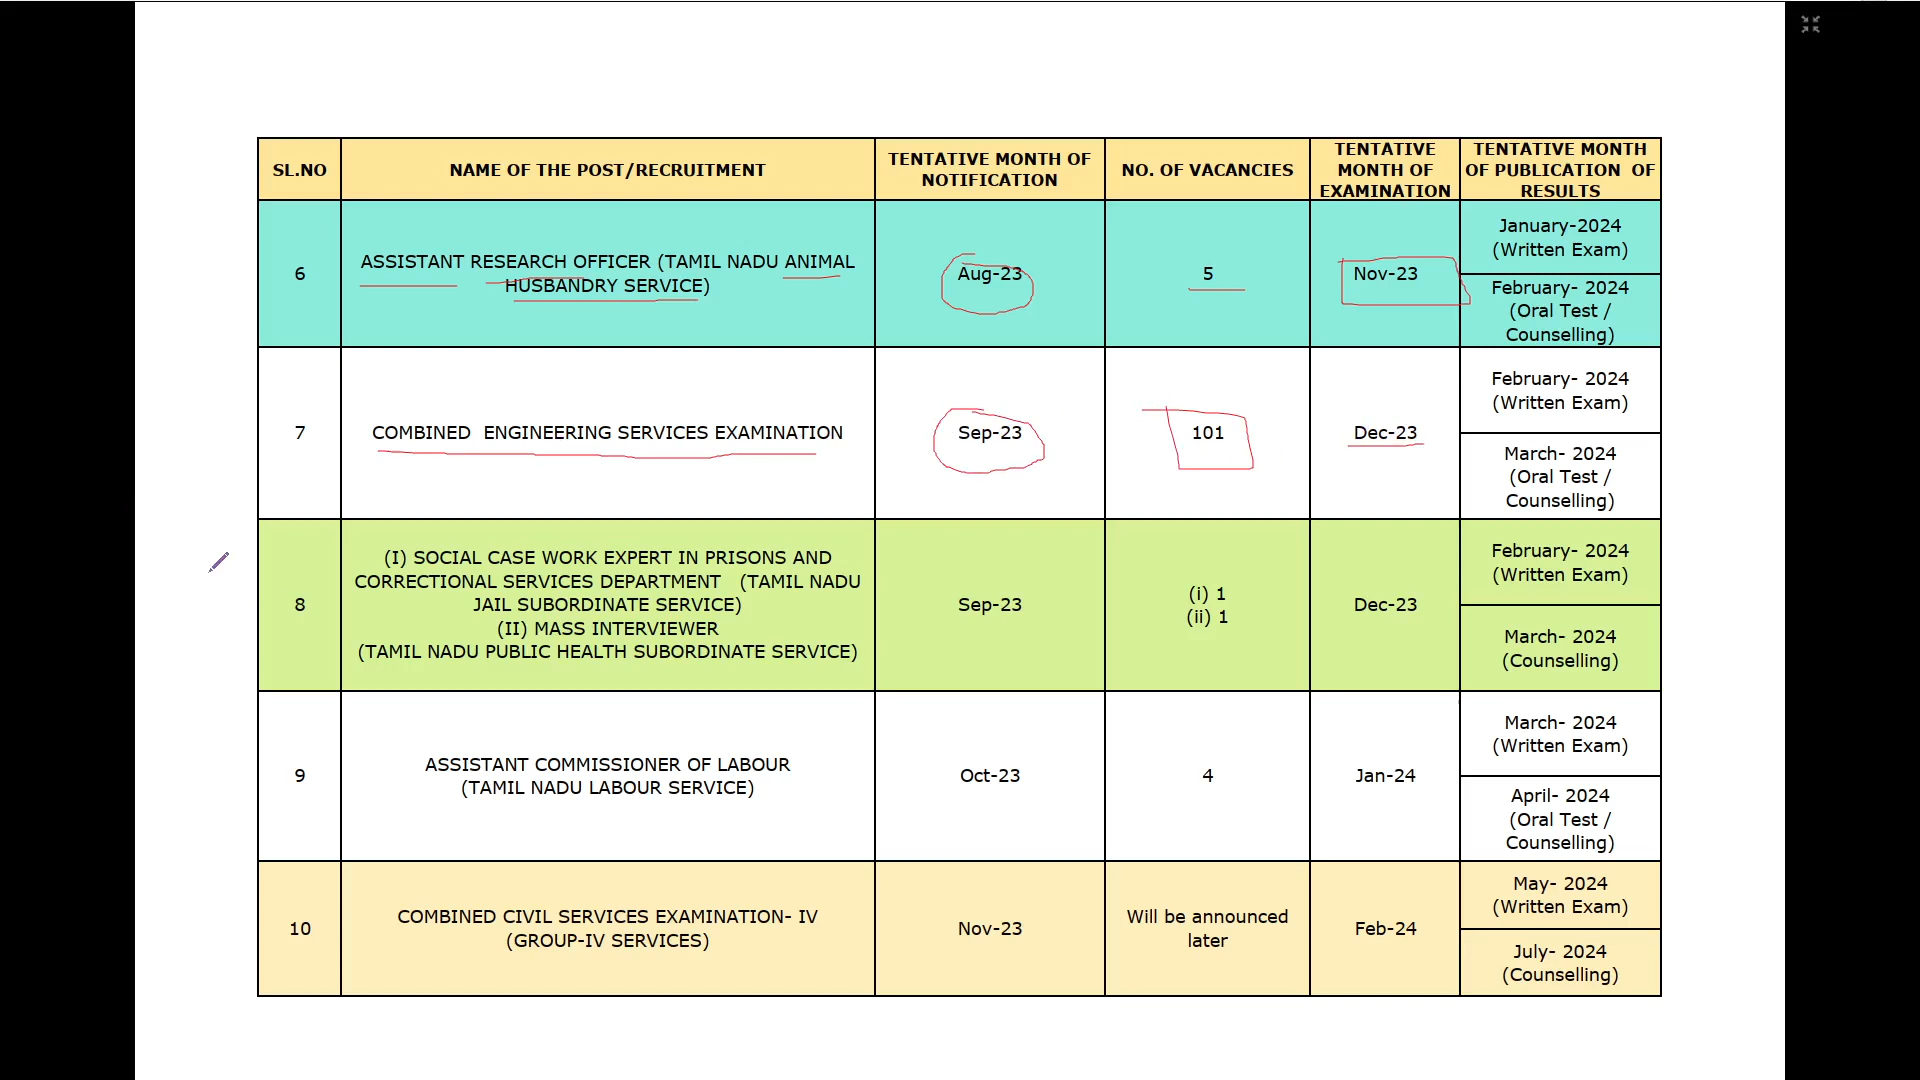 SL.NO
NAME OF THE POST/RECRUITMENT
TENTATIVE MONTH OF
NOTIFICATION
NO. OF VACANCIES
TENTATIVE
MONTH OF
EXAMINATION
TENTATIVE MONTH
OF PUBLICATION OF
RESULTS
6
ASSISTANT RESEARCH OFFICER (TAMIL NADU ANIMAL
HUSBANDRY SERVICE)
Aug-23
5
Nov-23
January-2024
(Written Exam)
February- 2024
(Oral Test /
Counselling)
7
COMBINED ENGINEERING SERVICES EXAMINATION
Sep-23
101
Dec-23
February- 2024
(Written Exam)
March- 2024
(Oral Test /
Counselling)
8
(I) SOCIAL CASE WORK EXPERT IN PRISONS AND
CORRECTIONAL SERVICES DEPARTMENT (TAMIL NADU
JAIL SUBORDINATE SERVICE)
(II) MASS INTERVIEWER
(TAMIL NADU PUBLIC HEALTH SUBORDINATE SERVICE)
Sep-23
(i) 1
(ii) 1
Dec-23
February- 2024
(Written Exam)
March- 2024
(Counselling)
9
ASSISTANT COMMISSIONER OF LABOUR
(TAMIL NADU LABOUR SERVICE)
Oct-23
4
Jan-24
March- 2024
(Written Exam)
April- 2024
(Oral Test /
Counselling)
10
COMBINED CIVIL SERVICES EXAMINATION- IV
(GROUP-IV SERVICES)
Nov-23
Will be announced
later
Feb-24
May- 2024
(Written Exam)
July- 2024
(Counselling)